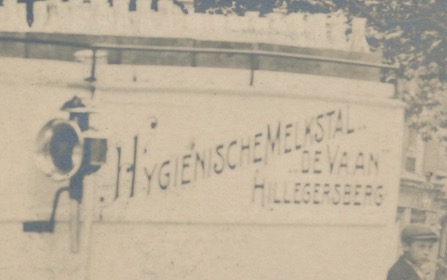 HYGIENISCHE MELKSTAL
„DE VAAN"
HILLEGERSBERG